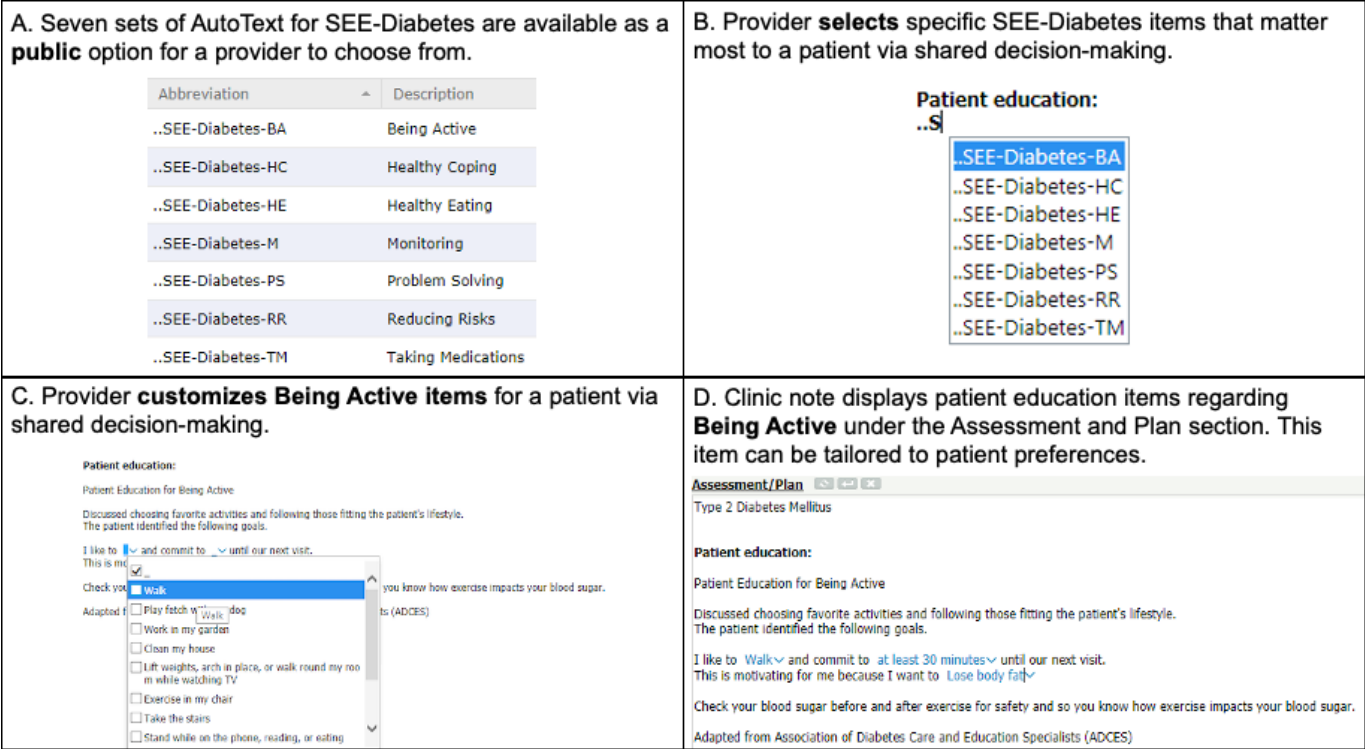 A. Seven sets of AutoText for SEE-Diabetes are available as a
public option for a provider to choose from.
Abbreviation Description
..SEE-Diabetes-BA Being Active
..SEE-Diabetes-HC Healthy Coping
..SEE-Diabetes-HE Healthy Eating
..SEE-Diabetes-M Monitoring
..SEE-Diabetes-PS Problem Solving
..SEE-Diabetes-RR Reducing Risks
..SEE-Diabetes-TM Taking Medications
B. Provider selects specific SEE-Diabetes items that matter
most to a patient via shared decision-making.
Patient education:
..S
..SEE-Diabetes-BA
..SEE-Diabetes-HC
..SEE-Diabetes-HE
..SEE-Diabetes-M
..SEE-Diabetes-PS
..SEE-Diabetes-RR
..SEE-Diabetes-TM
C. Provider customizes Being Active items for a patient via
shared decision-making.
Patient education:
Patient Education for Being Active
Discussed choosing favorite activities and following those fitting the patient's lifestyle.
The patient identified the following goals.
I like to and commit to _ until our next visit.
This is
Check you know how exercise impacts your blood sugar.
Adapted (ADCES)
_
Walk
Play fetch dog
Walk
Work in my garden
Clean my house
Lift weights, arch in place, or walk round my roo
m while watching TV
Exercise in my chair
Take the stairs
Stand while on the phone, reading, or eating
D. Clinic note displays patient education items regarding
Being Active under the Assessment and Plan section. This
item can be tailored to patient preferences.
Assessment/Plan
Type 2 Diabetes Mellitus
Patient education:
Patient Education for Being Active
Discussed choosing favorite activities and following those fitting the patient's lifestyle.
The patient identified the following goals.
I like to Walk and commit to at least 30 minutes until our next visit.
This is motivating for me because I want to Lose body fat
Check your blood sugar before and after exercise for safety and so you know how exercise impacts your blood sugar.
Adapted from Association of Diabetes Care and Education Specialists (ADCES)